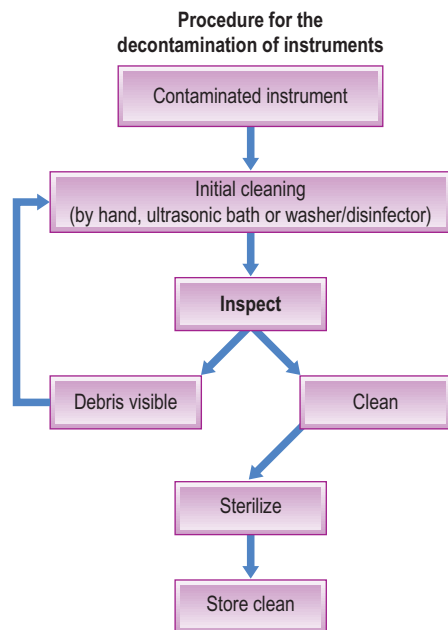 Procedure for the
decontamination of instruments
Contaminated instrument
Initial cleaning
(by hand, ultrasonic bath or washer/disinfector)
Inspect
Debris visible
Clean
Sterilize
Store clean